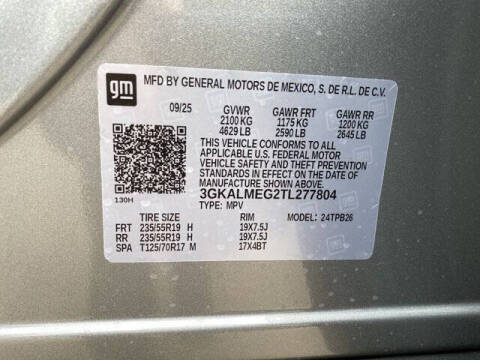 gm
MFD BY GENERAL MOTORS DE MEXICO, S. DE R.L. DE C.V.
09/25 GVWR GAWR FRT GAWR RR
2100 KG 1175 KG 1200 KG
4629 LB 2590 LB 2645 LB
THIS VEHICLE CONFORMS TO ALL
APPLICABLE U.S. FEDERAL MOTOR
VEHICLE SAFETY AND THEFT PREVENTION
STANDARDS IN EFFECT ON THE DATE OF
MANUFACTURE SHOWN ABOVE.
3GKALMEG2TL277804
130H TYPE: MPV
TIRE SIZE RIM MODEL: 24TPB26
FRT 235/55R19 H 19X7.5J
RR 235/55R19 H 19X7.5J
SPA T125/70R17 M 17X4BT